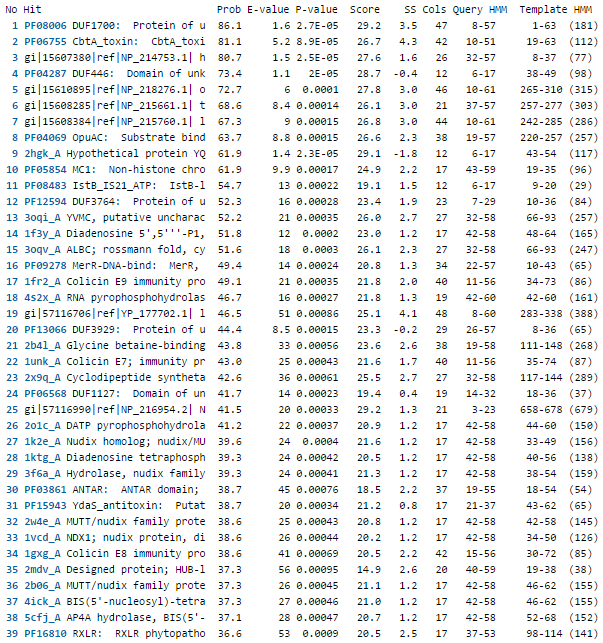 No Hit Prob E-value P-value Score SS Cols Query HMM Template HMM
1 PF08006 DUF1700: Protein of u 86.1 1.6 2.7E-05 29.2 3.5 47 8-57 1-63 (181)
2 PF06755 CbtA_toxin: CbtA_toxi 81.1 5.2 8.9E-05 26.7 4.3 42 10-51 19-63 (112)
3 gi|15607380|ref|NP_214753.1| h 80.7 1.5 2.5E-05 27.6 1.6 26 32-57 8-37 (77)
4 PF04287 DUF446: Domain of unk 73.4 1.1 2E-05 28.7 -0.4 12 6-17 38-49 (98)
5 gi|15610895|ref|NP_218276.1| o 72.7 6 0.0001 27.8 3.0 46 10-61 265-310 (315)
6 gi|15608285|ref|NP_215661.1| t 68.6 8.4 0.00014 26.1 3.0 21 37-57 257-277 (303)
7 gi|15608384|ref|NP_215760.1| l 67.3 9 0.00015 26.8 3.0 44 10-61 242-285 (286)
8 PF04069 OpuAC: Substrate bind 63.7 8.8 0.00015 26.6 2.3 38 19-57 220-257 (257)
9 2hgk_A Hypothetical protein YQ 61.9 1.4 2.3E-05 29.1 -1.8 12 6-17 43-54 (117)
10 PF05854 MC1: Non-histone chro 61.9 9.9 0.00017 24.9 2.2 17 43-59 19-35 (96)
11 PF08483 IstB_IS21_ATP: IstB-l 54.7 13 0.00022 19.1 1.5 12 6-17 9-20 (29)
12 PF12594 DUF3764: Protein of u 52.3 16 0.00028 23.4 1.9 23 7-29 10-36 (84)
13 3oqi_A YVMC, putative uncharac 52.2 21 0.00035 26.0 2.7 27 32-58 66-93 (257)
14 1f3y_A Diadenosine 5',5'''-P1, 51.8 12 0.0002 23.0 1.2 17 42-58 48-64 (165)
15 3oqv_A ALBC; rossmann fold, cy 51.6 18 0.0003 26.1 2.3 27 32-58 66-93 (247)
16 PF09278 MerR-DNA-bind: MerR, 49.4 14 0.00024 20.8 1.3 34 22-57 10-43 (65)
17 1fr2_A Colicin E9 immunity pro 49.1 21 0.00035 21.8 2.0 40 11-56 34-73 (86)
18 4s2x_A RNA pyrophosphohydrolas 46.7 16 0.00027 21.8 1.3 19 42-60 42-60 (161)
19 gi|57116706|ref|YP_177702.1| l 46.5 51 0.00086 25.1 4.1 48 8-60 283-338 (388)
20 PF13066 DUF3929: Protein of u 44.4 8.5 0.00015 23.3 -0.2 29 26-57 8-36 (65)
21 2b4l_A Glycine betaine-binding 43.8 33 0.00056 23.6 2.6 38 19-58 111-148 (268)
22 1unk_A Colicin E7; immunity pr 43.0 25 0.00043 21.6 1.7 40 11-56 35-74 (87)
23 2x9q_A Cyclodipeptide syntheta 42.6 36 0.00061 25.5 2.7 27 32-58 117-144 (289)
24 PF06568 DUF1127: Domain of un 41.7 14 0.00023 19.4 0.4 19 14-32 18-36 (37)
25 gi|57116990|ref|NP_216954.2| N 41.5 20 0.00033 29.2 1.3 21 3-23 658-678 (679)
26 2o1c_A DATP pyrophosphohydrola 41.2 22 0.00037 20.9 1.2 17 42-58 44-60 (150)
27 1k2e_A Nudix homolog; nudix/MU 39.6 24 0.0004 21.6 1.2 17 42-58 33-49 (156)
28 1ktg_A Diadenosine tetraphosph 39.3 24 0.00042 20.5 1.2 17 42-58 40-56 (138)
29 3f6a_A Hydrolase, nudix family 39.3 24 0.00041 21.3 1.2 17 42-58 38-54 (159)
30 PF03861 ANTAR: ANTAR domain; 38.7 45 0.00076 18.5 2.2 37 19-55 18-54 (54)
31 PF15943 YdaS_antitoxin: Putat 38.7 20 0.00034 21.2 0.8 17 21-37 43-62 (65)
32 2w4e_A MUTT/nudix family prote 38.6 25 0.00043 20.8 1.2 17 42-58 42-58 (145)
33 1vcd_A NDX1; nudix protein, di 38.6 26 0.00044 20.2 1.2 17 42-58 34-50 (126)
34 1gxg_A Colicin E8 immunity pro 38.6 41 0.00069 20.5 2.2 42 15-56 30-72 (85)
35 2mdv_A Designed protein; HUB-l 37.3 56 0.00095 14.9 2.6 20 40-59 19-38 (38)
36 2b06_A MUTT/nudix family prote 37.3 26 0.00045 21.1 1.2 17 42-58 46-62 (155)
37 4ick_A BIS(5'-nucleosyl)-tetra 37.3 27 0.00046 21.0 1.2 17 42-58 46-62 (155)
38 5cfj_A AP4A hydrolase, BIS(5'- 37.1 28 0.00047 20.7 1.2 17 42-58 52-68 (152)
39 PF16810 RXLR: RXLR phytopatho 36.6 53 0.0009 20.5 2.5 17 37-53 98-114 (141)